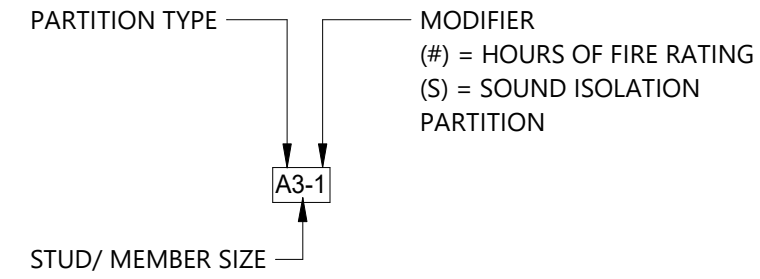 PARTITION TYPE
MODIFIER
(#) = HOURS OF FIRE RATING
(S) = SOUND ISOLATION
PARTITION
A3-1
STUD/ MEMBER SIZE